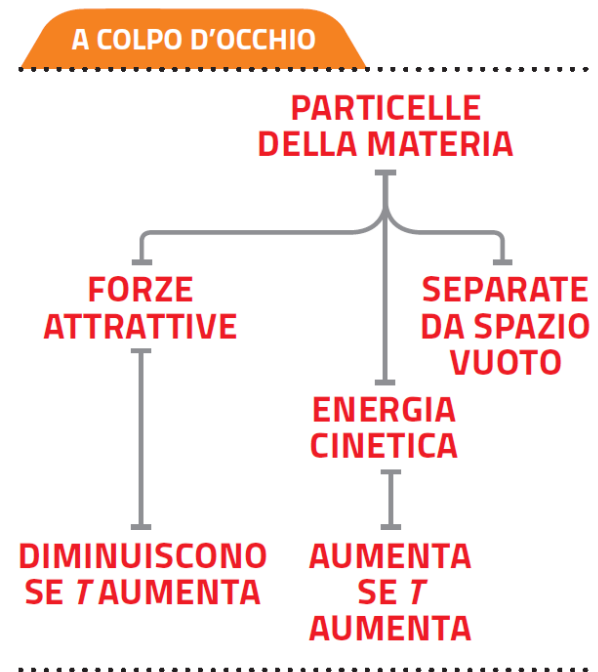 A COLPO D'OCCHIO
PARTICELLE
DELLA MATERIA
FORZE
ATTRATTIVE
SEPARATE
DA SPAZIO
VUOTO
ENERGIA
CINETICA
DIMINUISCONO
SE T AUMENTA
AUMENTA
SE T
AUMENTA